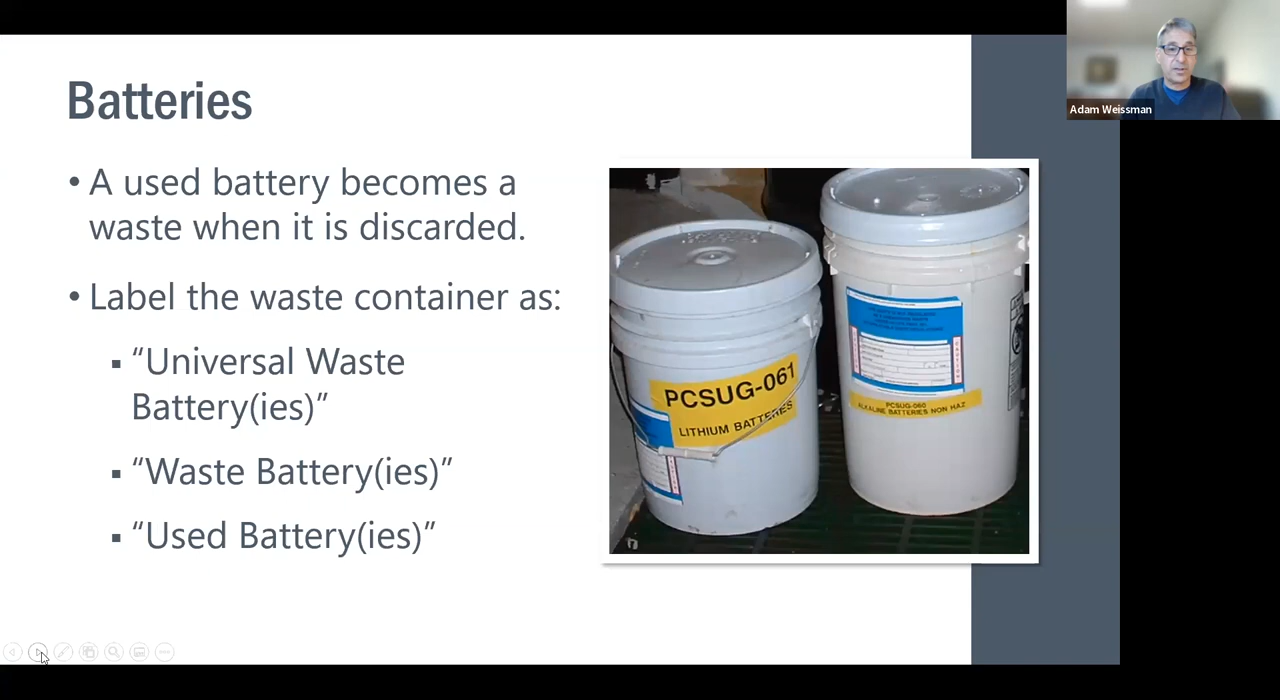 Batteries
• A used battery becomes a
waste when it is discarded.
• Label the waste container as:
▪ “Universal Waste
Battery(ies)”
▪ “Waste Battery(ies)”
▪ “Used Battery(ies)”
PCSUG-061
LITHIUM BATTERIES
PCSUG-060
ALKALINE BATTERIES NON HAZ
Adam Weissman